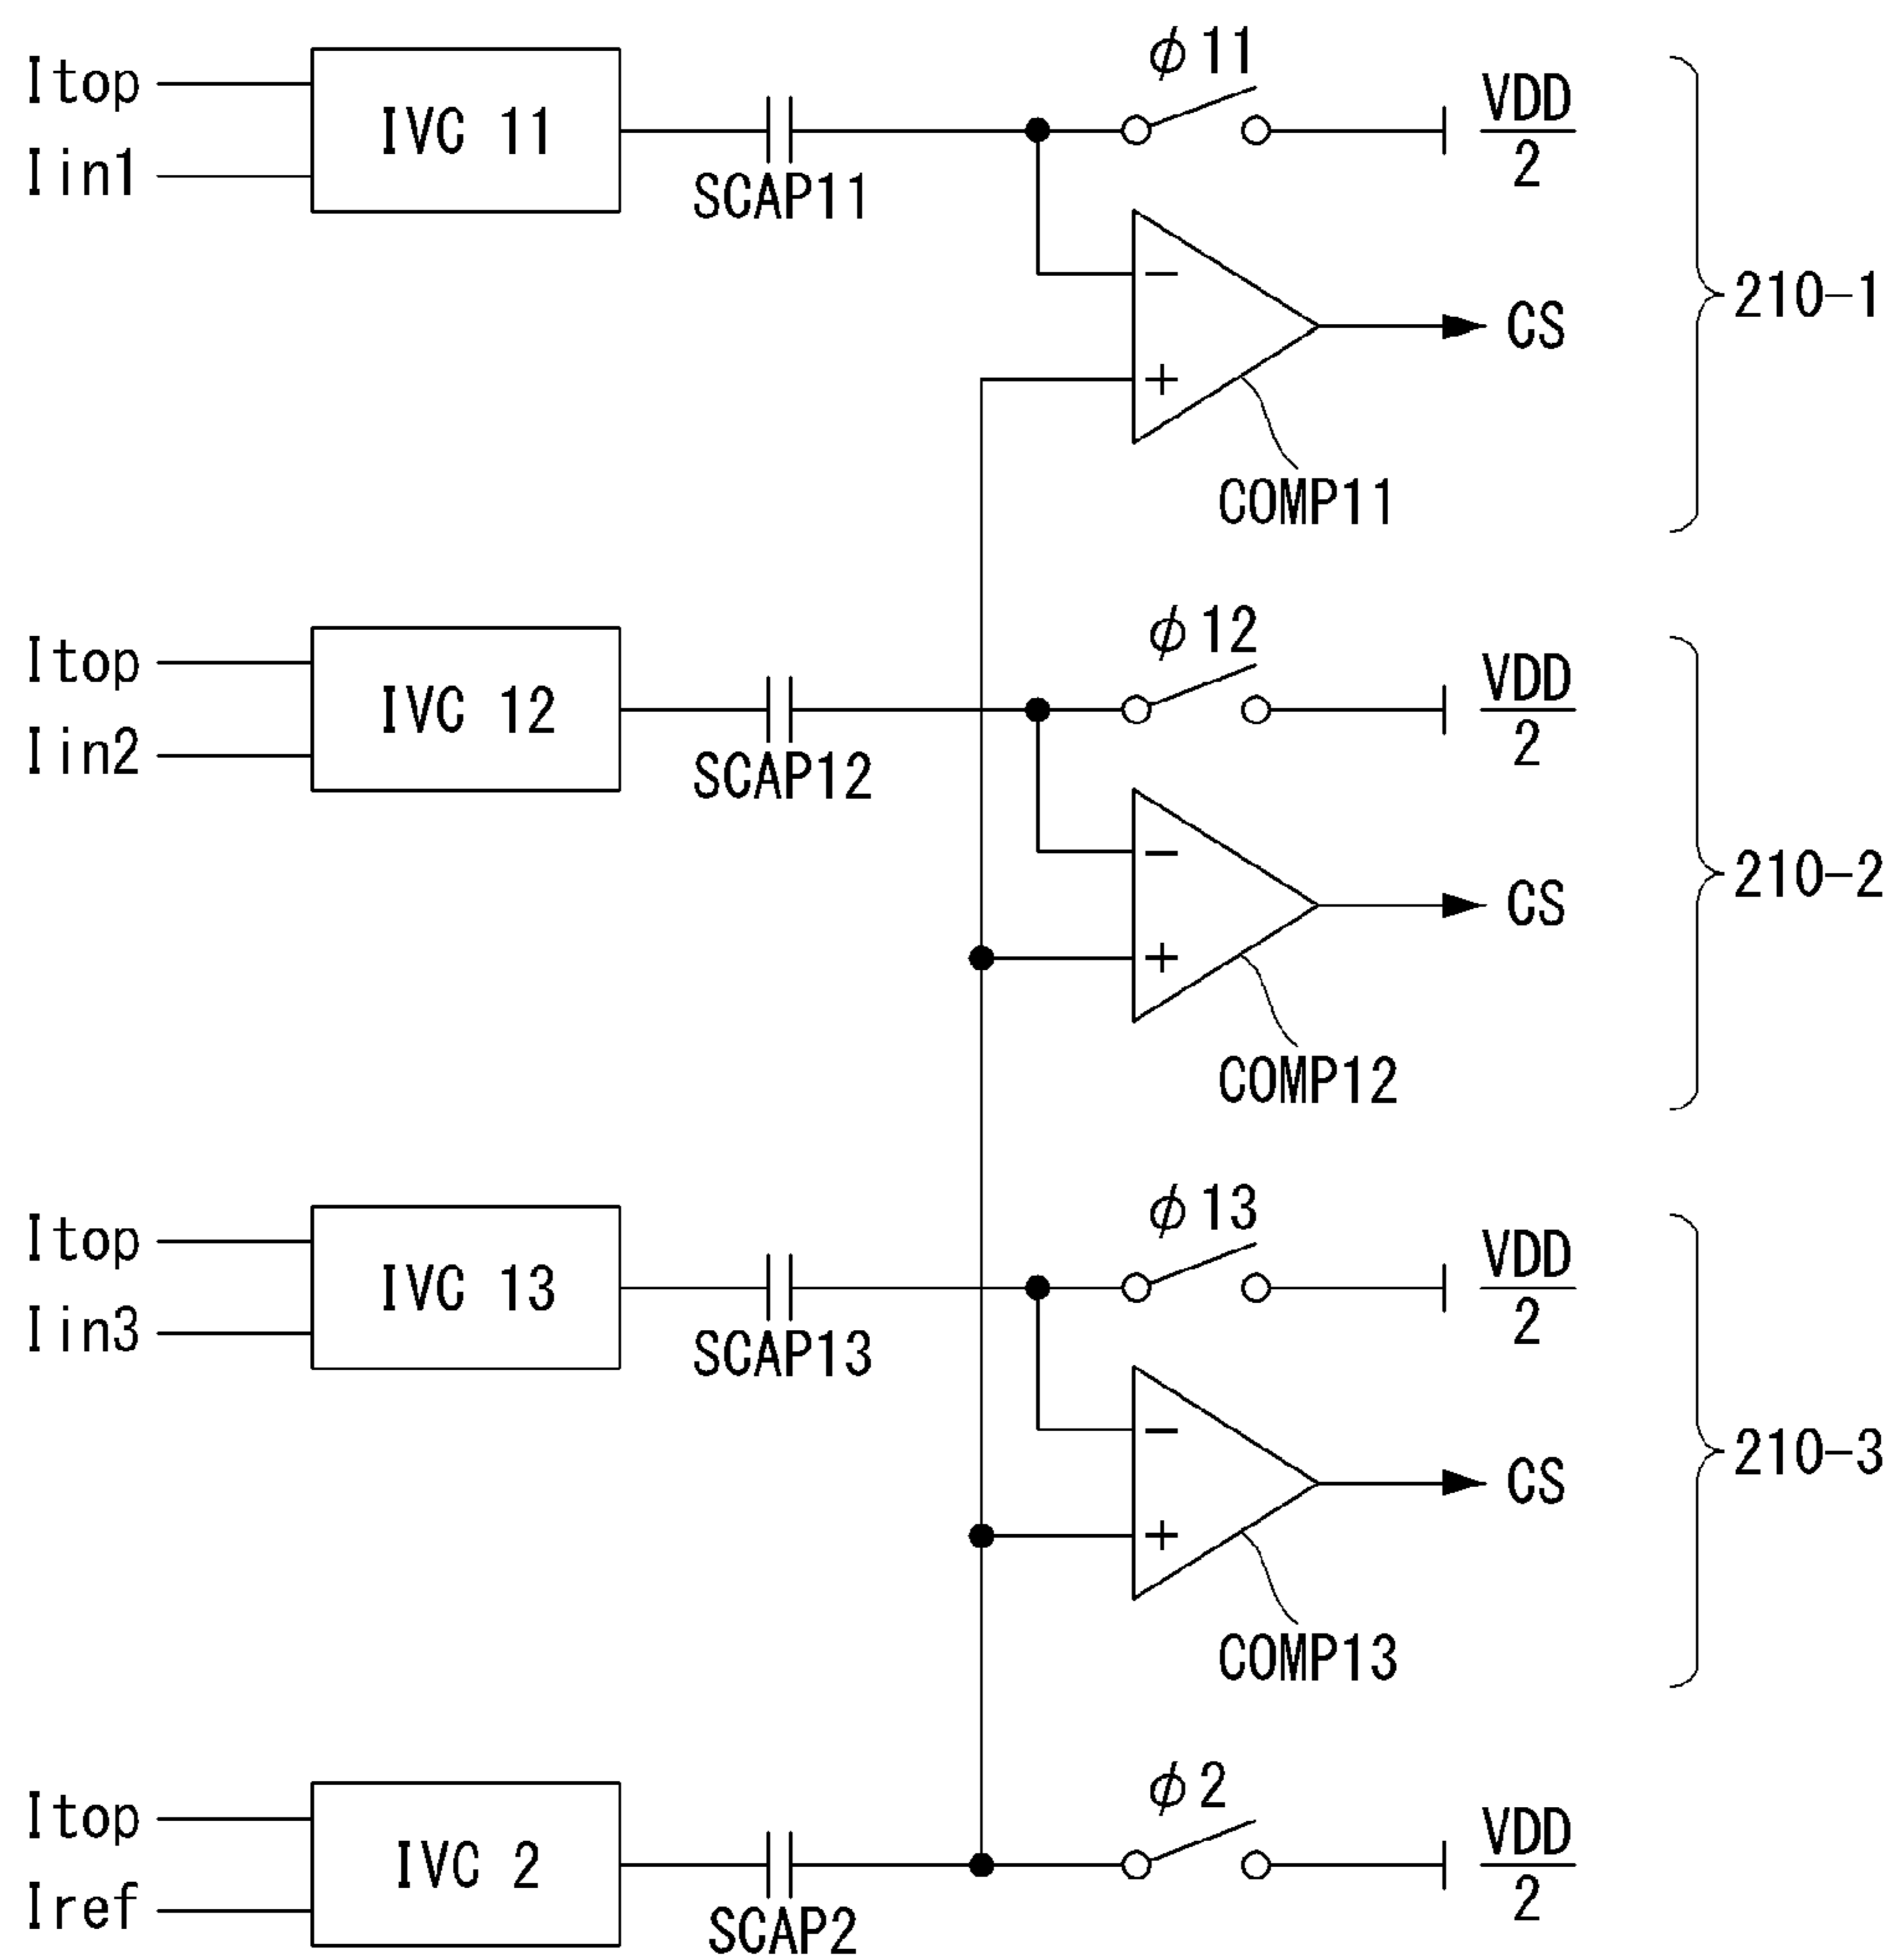 Itop
Iin1
IVC 11
SCAP11
φ11
VDD
2
CS
COMP11
210-1
Itop
Iin2
IVC 12
SCAP12
φ12
VDD
2
CS
COMP12
210-2
Itop
Iin3
IVC 13
SCAP13
φ13
VDD
2
CS
COMP13
210-3
Itop
Iref
IVC 2
SCAP2
φ2
VDD
2